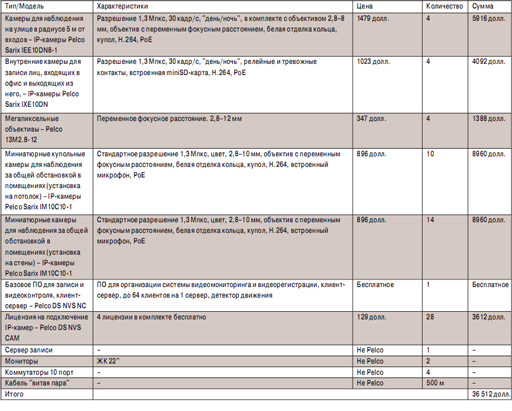 Тип/Модель Характеристики Цена Количество Сумма
Камеры для наблюдения Разрешение 1,3 Мпкс, 30 кадр/с, "день/ночь", в комплекте с объективом 2,8–8 1479 долл. 4 5916 долл.
на улице в радиусе 5 м от мм, объектив с переменным фокусным расстоянием, белая отделка кольца,
входов – IP-камеры Pelco купол, H.264, PoE
Sarix IEE10DN8-1
Внутренние камеры для Разрешение 1,3 Мпкс, 30 кадр/с, "день/ночь", релейные и тревожные 1023 долл. 4 4092 долл.
записи лиц, входящих в контакты, встроенная miniSD-карта, H.264, PoE
офис и выходящих из
него, – IP-камеры Pelco
Sarix IXE10DN
Мегапиксельные Переменное фокусное расстояние. 2,8–12 мм 347 долл. 4 1388 долл.
объективы – Pelco
13M2.8-12
Миниатюрные купольные Стандартное разрешение 1,3 Мпкс, цвет, 2,8–10 мм, объектив с переменным 896 долл. 10 8960 долл.
камеры для наблюдения фокусным расстоянием, белая отделка кольца, купол, H.264, встроенный
за общей обстановкой в микрофон, PoE
помещениях (установка
на потолок) – IP-камеры
Pelco Sarix IM10C10-1
Миниатюрные камеры Стандартное разрешение 1,3 Мпкс, цвет, 2,8–10 мм, объектив с переменным 896 долл. 14 8960 долл.
для наблюдения за общей фокусным расстоянием, белая отделка кольца, купол, H.264, встроенный
обстановкой в микрофон, PoE
помещениях (установка
на стены) – IP-камеры
Pelco Sarix IM10C10-1
Базовое ПО для записи и ПО для организации системы видеомониторинга и видеорегистрации, клиент- Бесплатное 1 Бесплатное
видеоконтроля, клиент- сервер, до 64 клиентов на 1 сервер, детектор движения
сервер – Pelco DS NVS NC
Лицензия на подключение 4 лицензии в комплекте бесплатно 129 долл. 28 3612 долл.
IP-камер – Pelco DS NVS
CAM
Сервер записи – Не Pelco 1 –
Мониторы ЖК 22" Не Pelco 2 –
Коммутаторы 10 порт – Не Pelco 4 –
Кабель "витая пара" – Не Pelco 500 м –
Итого 36 512 долл.